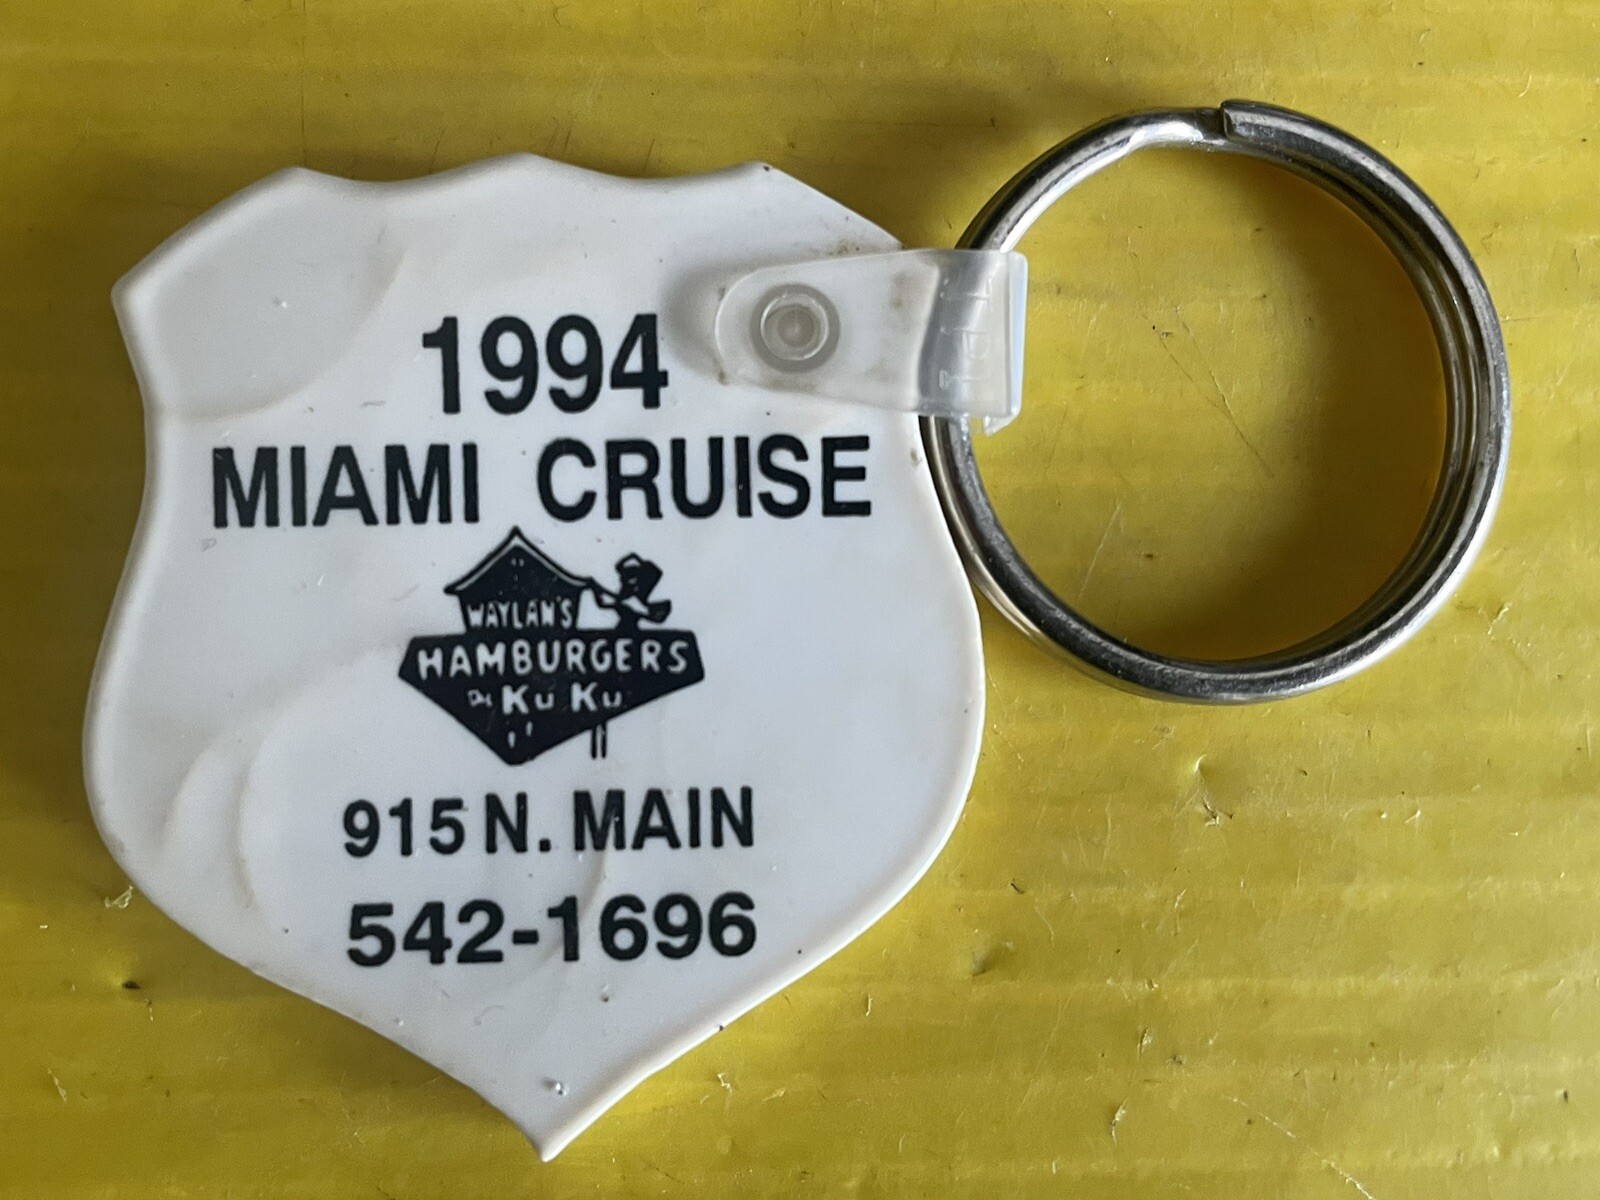 1994
MIAMI CRUISE
WAYLAN'S
HAMBURGERS
Ku Ku
915 N. MAIN
542-1696